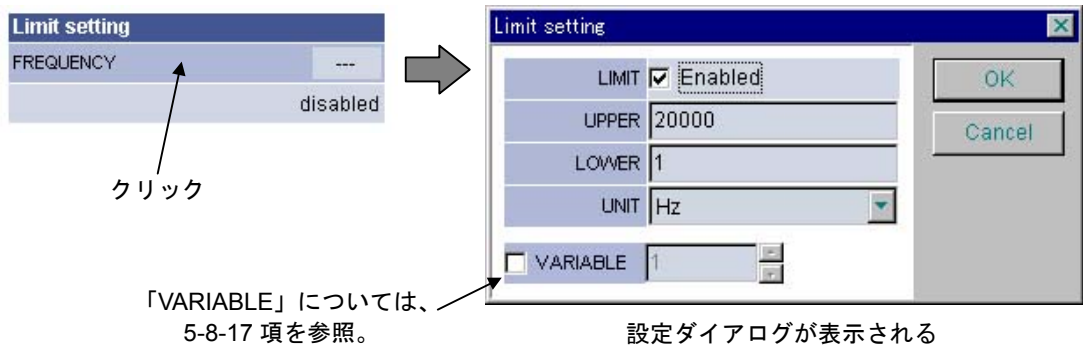 Limit setting
FREQUENCY ---
disabled
クリック
Limit setting
LIMIT Enabled
UPPER 20000
LOWER 1
UNIT Hz
VARIABLE 1
OK
Cancel
「VARIABLE」については、
5-8-17 項を参照。
設定ダイアログが表示される